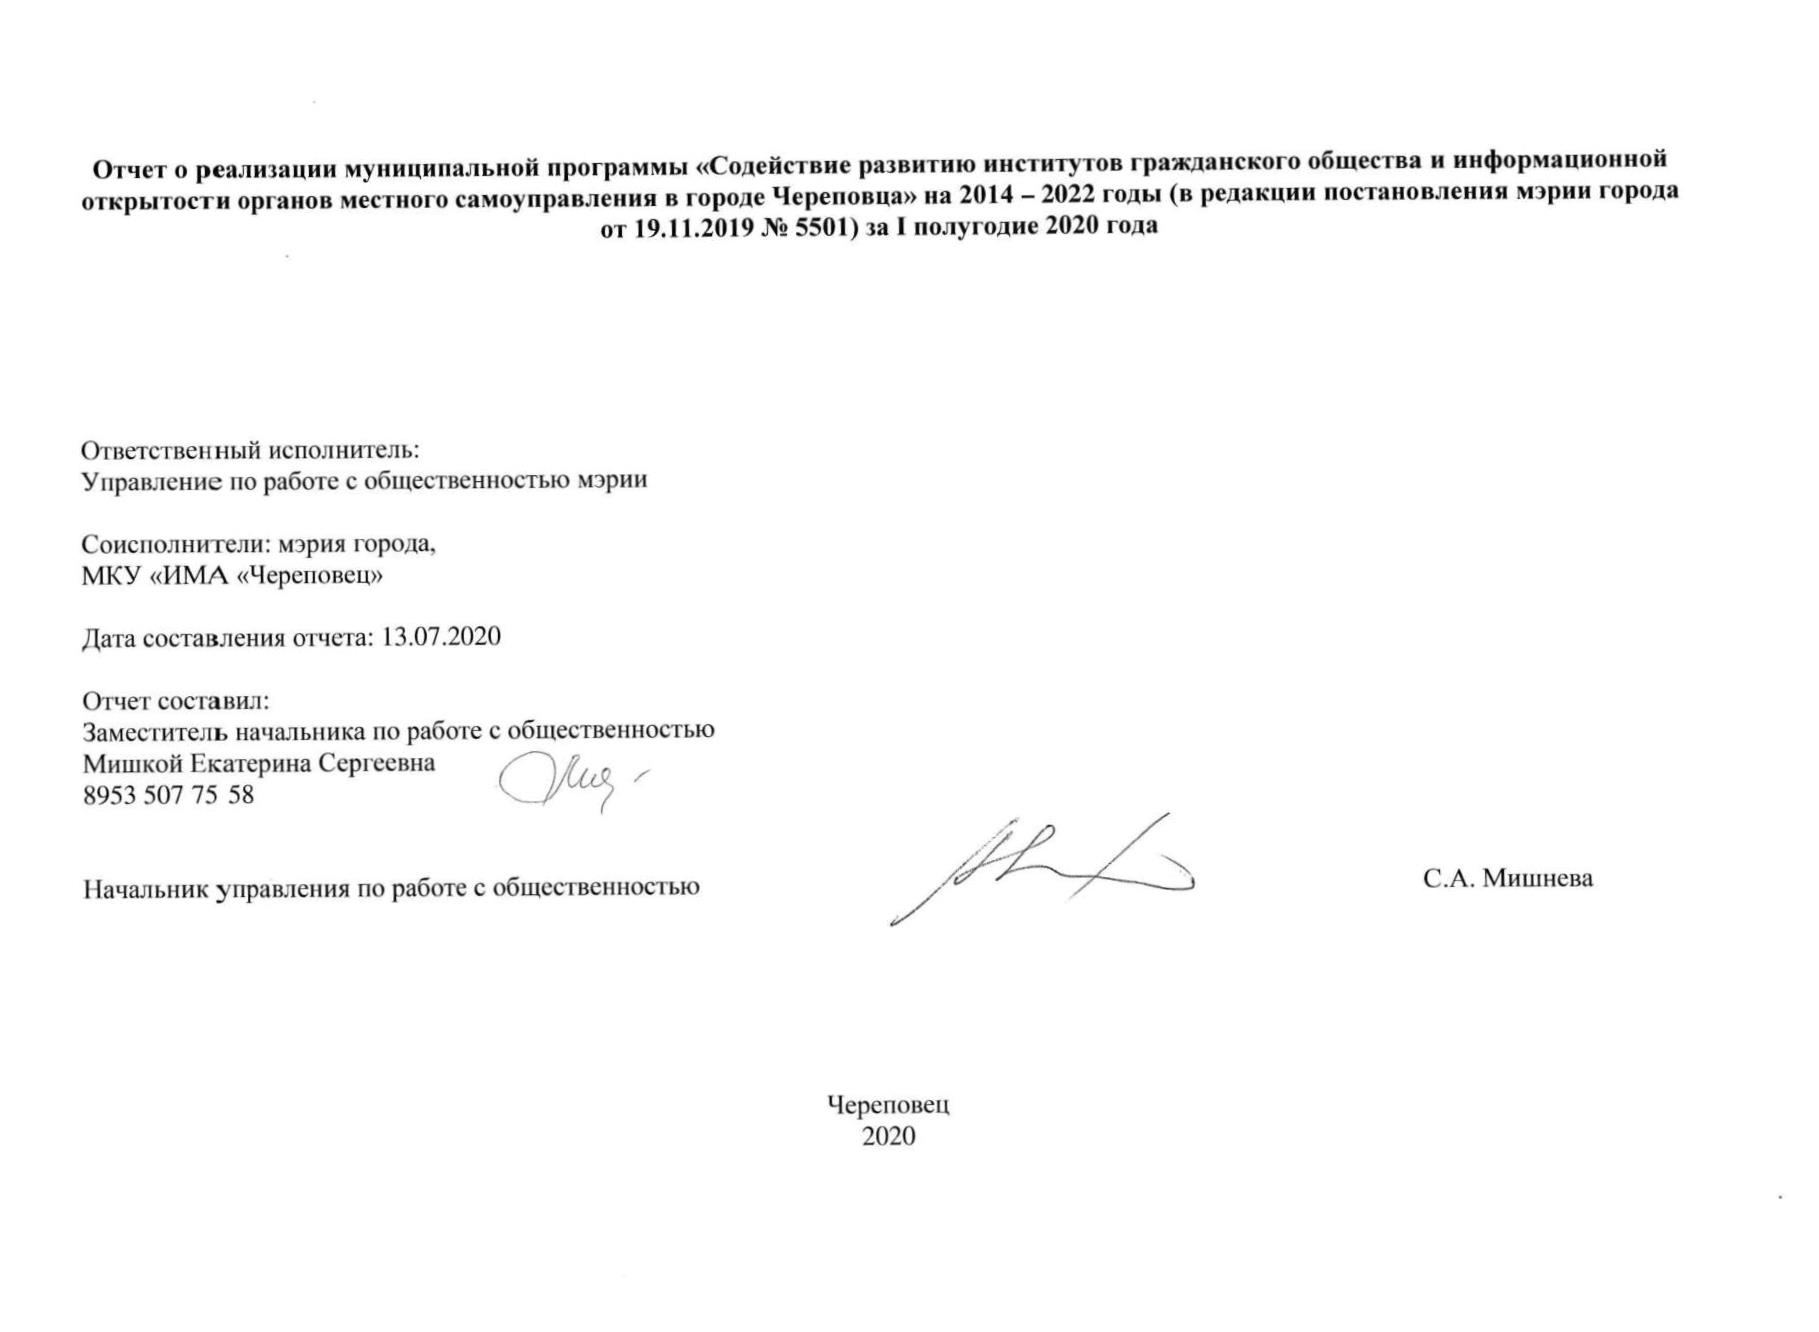 Отчет о реализации муниципальной программы «Содействие развитию институтов гражданского общества и информационной
открытости органов местного самоуправления в городе Череповца» на 2014 – 2022 годы (в редакции постановления мэрии города
от 19.11.2019 № 5501) за I полугодие 2020 года
Ответственный исполнитель:
Управление по работе с общественностью мэрии
Соисполнители: мэрия города,
МКУ «ИМА «Череповец»
Дата составления отчета: 13.07.2020
Отчет составил:
Заместитель начальника по работе с общественностью
Мишкой Екатерина Сергеевна
8953 507 75 58
Начальник управления по работе с общественностью
С.А. Мишнева
Череповец
2020